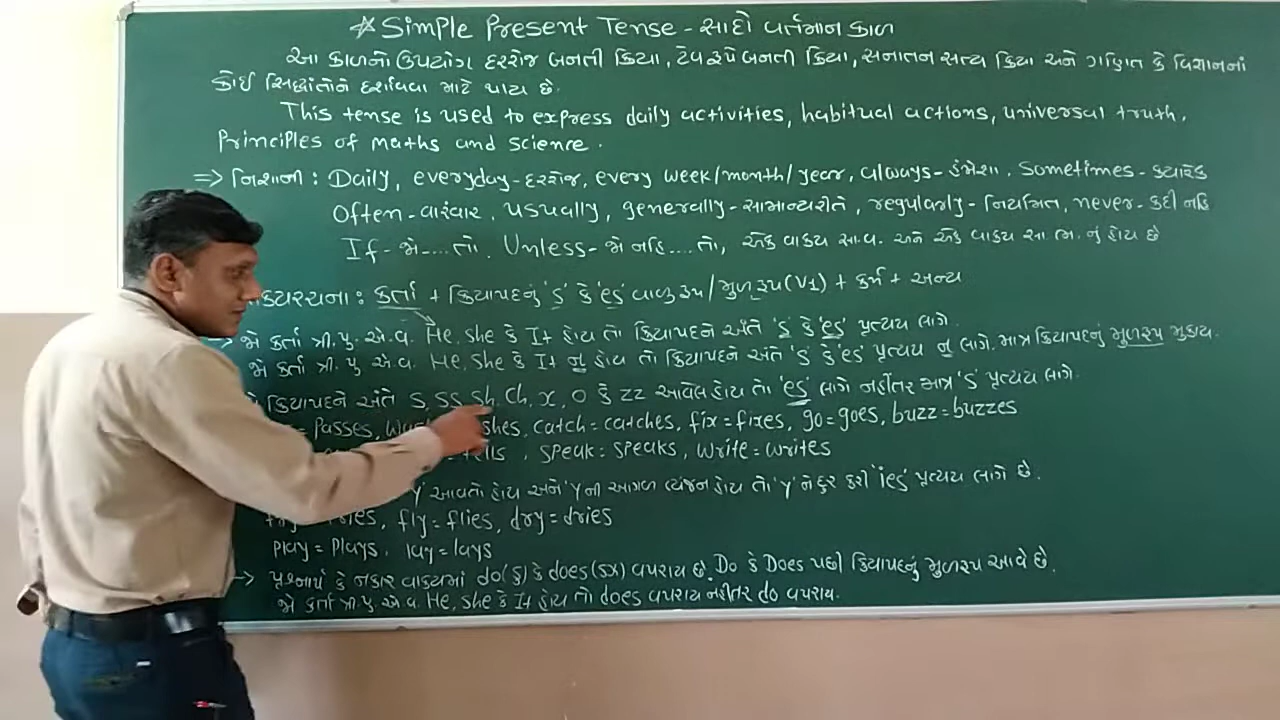 ☆ Simple Present Tense - સાદો વર્તમાન કાળ
આ કાળનો ઉપયોગ દરરોજ બનતી ક્રિયા, ટેવ રૂપે બનતી ક્રિયા, સનાતન સત્ય ક્રિયા અને ગણિત કે વિજ્ઞાનનાં
કોઈ સિદ્ધાંતોને દર્શાવવા માટે થાય છે.
This tense is used to express daily activities, habitual actions, universal truth,
Principles of maths and science.
=> નિશાની : Daily, everyday - દરરોજ, every week/month/year, always - હંમેશા, Sometimes - ક્યારેક
Often - વારંવાર, usually, generally - સામાન્યરીતે, regularly - નિયમિત, never - કદી નહિ
If - જો.....તો. Unless - જો નહિ....તો, એક વાક્ય સા.વ. અને એક વાક્ય સા.ભ. નું હોય છે
કર્તા + ક્રિયાપદનું 's' કે 'es' વાળુ રૂપ/મુળરૂપ(V1) + કર્મ + અન્ય
જો કર્તા ત્રી.પુ. એ.વ. He, she કે It હોય તો ક્રિયાપદને અંતે 's' કે 'es' પ્રત્યય લાગે.
જો કર્તા ત્રી.પુ. એ.વ. He, she કે It ન હોય તો ક્રિયાપદને અંતે 's' કે 'es' પ્રત્યય ન લાગે. માત્ર ક્રિયાપદનું મુળરૂપ મુકાય.
ક્રિયાપદને અંતે s, ss, sh, ch, x, o કે zz આવેલ હોય તો 'es' લાગે નહીંતર માત્ર 's' પ્રત્યય લાગે.
= Passes, catch = catches, fix = fixes, go = goes, buzz = buzzes
, speak = speaks, write = writes
'y' આવતો હોય અને 'y'ની આગળ વ્યંજન હોય તો 'y' ને દુર કરી 'ies' પ્રત્યય લાગે છે.
, fly = flies, dry = dries
play = plays, lay = lays
-> પ્રશ્નાર્થ કે નકાર વાક્યમાં do(ડુ) કે does(ડઝ) વપરાય છે. Do કે Does પછી ક્રિયાપદનું મુળરૂપ આવે છે.
જો કર્તા ત્રી.પુ. એ.વ. He, she કે It હોય તો does વપરાય નહીંતર do વપરાય.